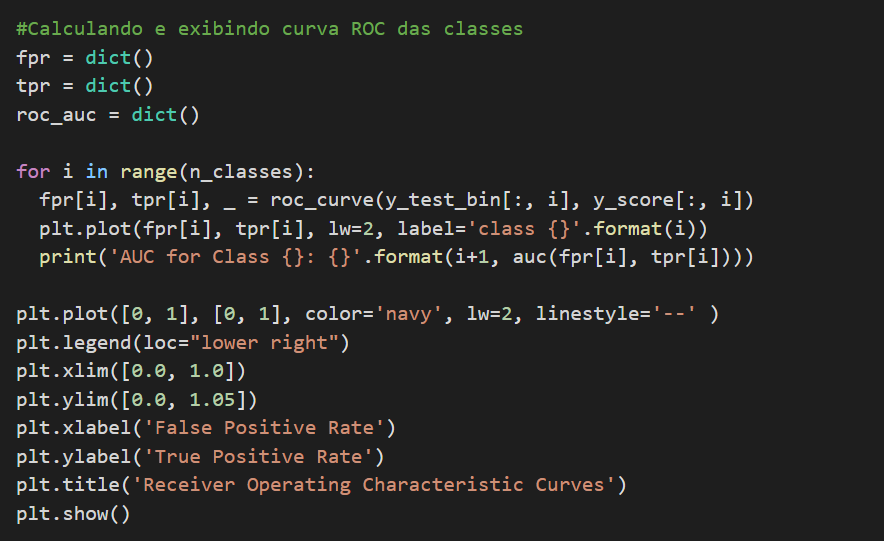 #Calculando e exibindo curva ROC das classes
fpr = dict()
tpr = dict()
roc_auc = dict()

for i in range(n_classes):
  fpr[i], tpr[i], _ = roc_curve(y_test_bin[:, i], y_score[:, i])
  plt.plot(fpr[i], tpr[i], lw=2, label='class {}'.format(i))
  print('AUC for Class {}: {}'.format(i+1, auc(fpr[i], tpr[i])))

plt.plot([0, 1], [0, 1], color='navy', lw=2, linestyle='--' )
plt.legend(loc="lower right")
plt.xlim([0.0, 1.0])
plt.ylim([0.0, 1.05])
plt.xlabel('False Positive Rate')
plt.ylabel('True Positive Rate')
plt.title('Receiver Operating Characteristic Curves')
plt.show()